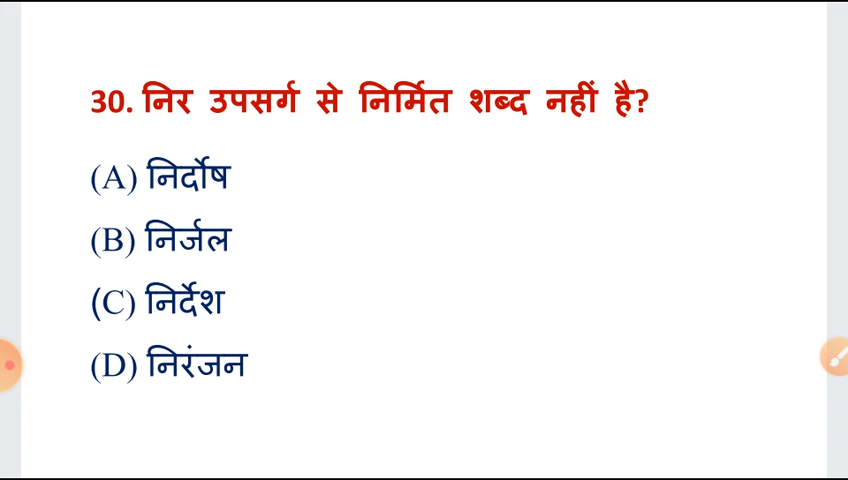 30. निर उपसर्ग से निर्मित शब्द नहीं है?
(A) निर्दोष
(B) निर्जल
(C) निर्देश
(D) निरंजन